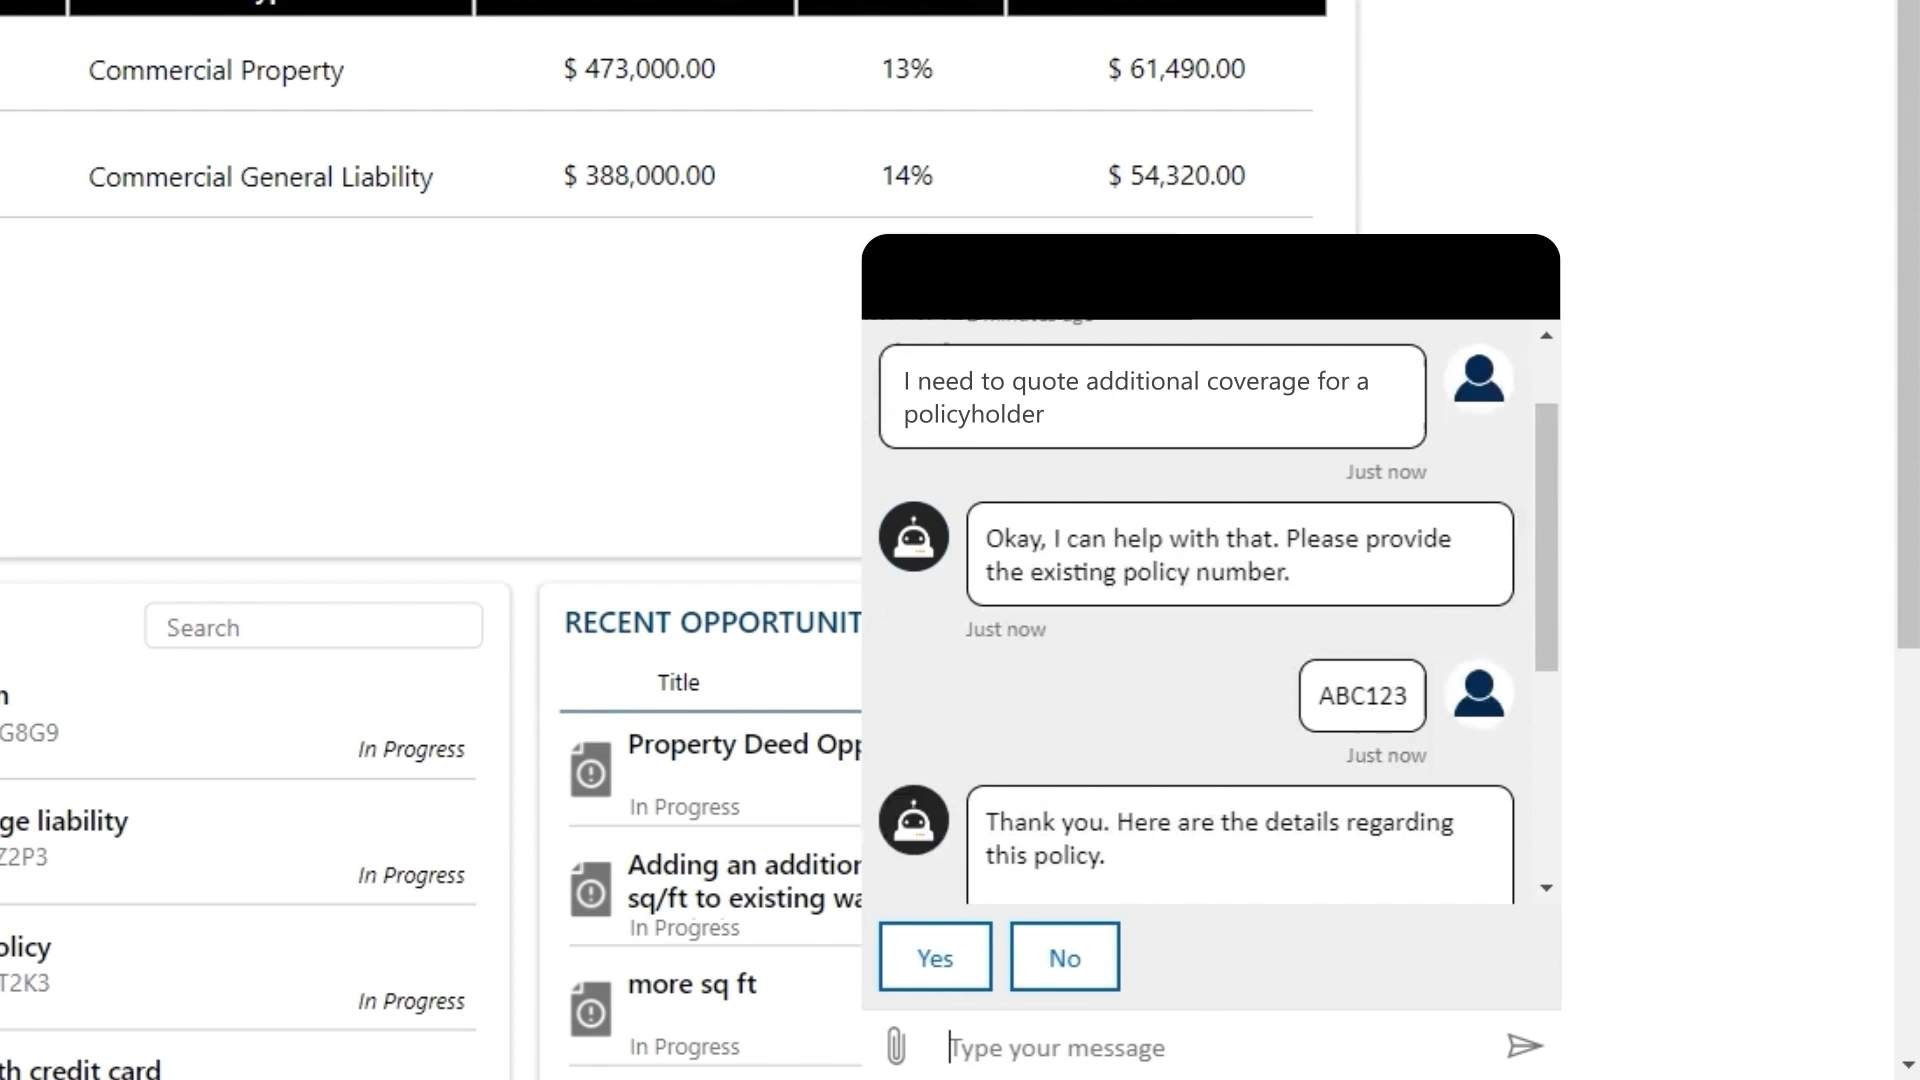 Commercial Property $ 473,000.00 13% $ 61,490.00
Commercial General Liability $ 388,000.00 14% $ 54,320.00
Search
G8G9
In Progress
ge liability
Z2P3
In Progress
olicy
T2K3
In Progress
th credit card
RECENT OPPORTUNIT
Title
Property Deed Opp
In Progress
Adding an addition
sq/ft to existing wa
In Progress
more sq ft
In Progress
I need to quote additional coverage for a
policyholder
Just now
Okay, I can help with that. Please provide
the existing policy number.
Just now
ABC123
Just now
Thank you. Here are the details regarding
this policy.
Yes No
Type your message